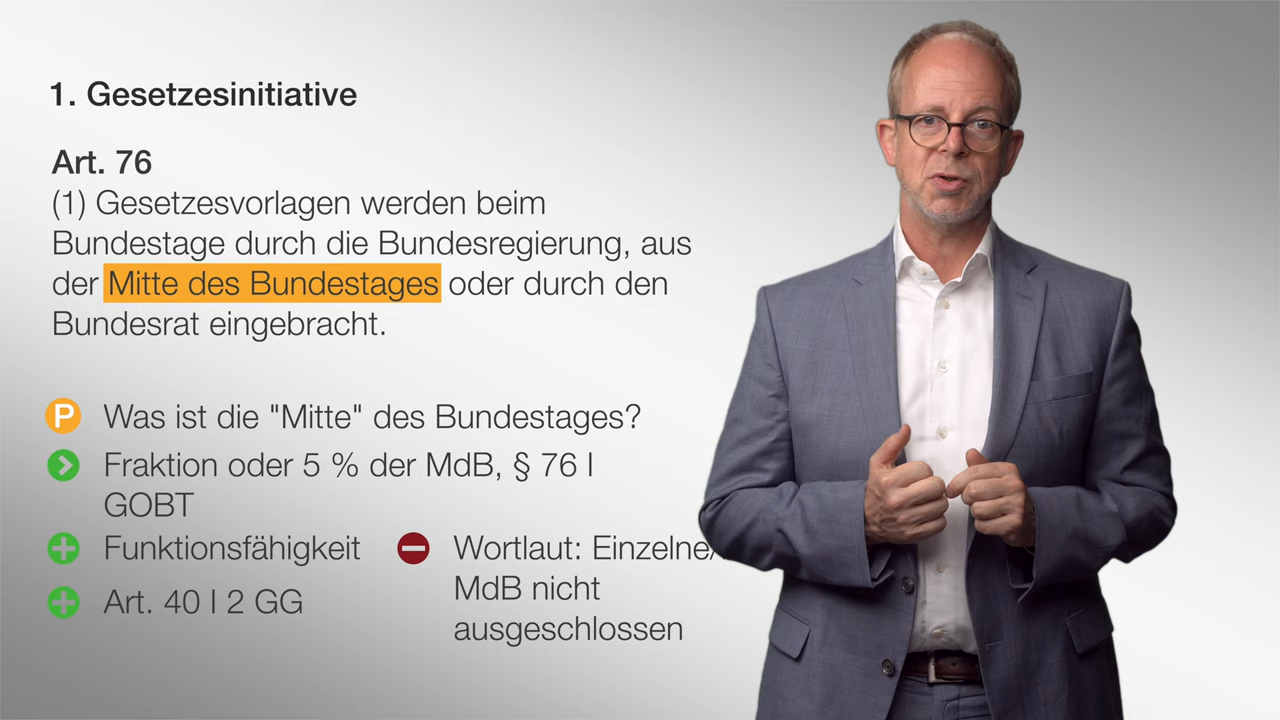 1. Gesetzesinitiative
Art. 76
(1) Gesetzesvorlagen werden beim
Bundestage durch die Bundesregierung, aus
der Mitte des Bundestages oder durch den
Bundesrat eingebracht.
P Was ist die "Mitte" des Bundestages?
Fraktion oder 5 % der MdB, § 76 I
GOBT
Funktionsfähigkeit
Art. 40 I 2 GG
Wortlaut: Einzelne
MdB nicht
ausgeschlossen